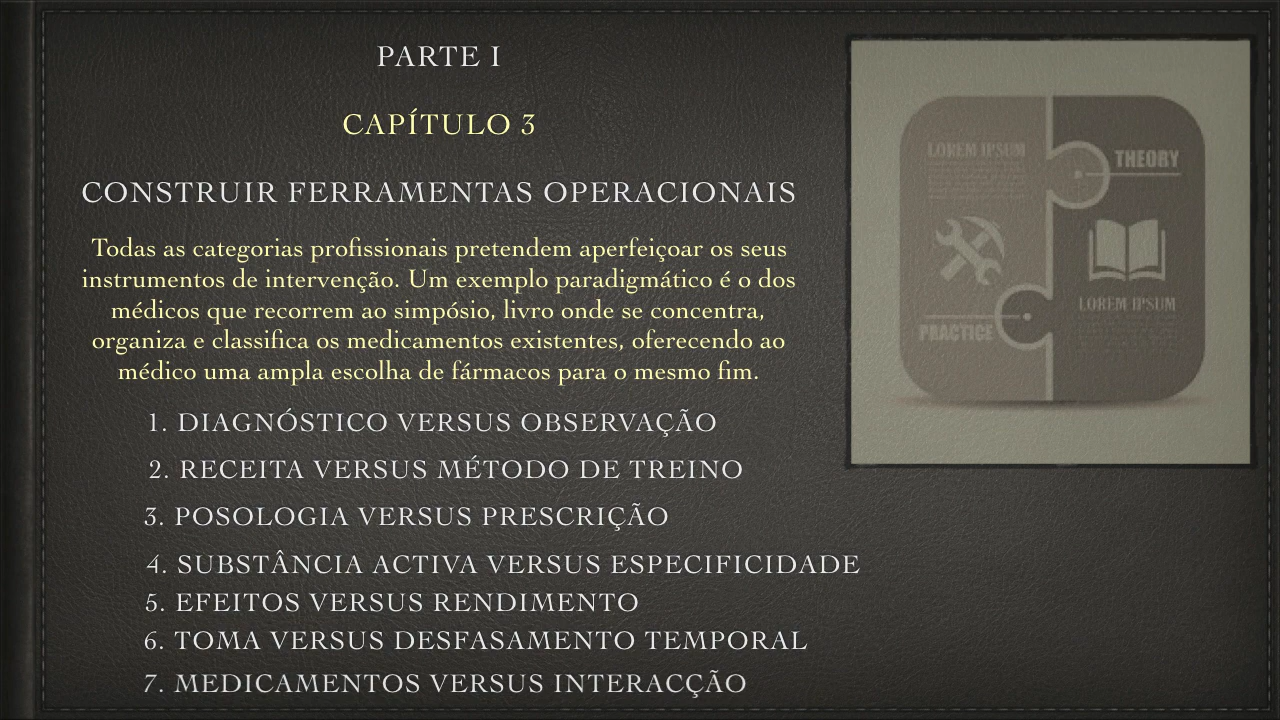 PARTE I
CAPÍTULO 3
CONSTRUIR FERRAMENTAS OPERACIONAIS
Todas as categorias profissionais pretendem aperfeiçoar os seus
instrumentos de intervenção. Um exemplo paradigmático é o dos
médicos que recorrem ao simpósio, livro onde se concentra,
organiza e classifica os medicamentos existentes, oferecendo ao
médico uma ampla escolha de fármacos para o mesmo fim.
1. DIAGNÓSTICO VERSUS OBSERVAÇÃO
2. RECEITA VERSUS MÉTODO DE TREINO
3. POSOLOGIA VERSUS PRESCRIÇÃO
4. SUBSTÂNCIA ACTIVA VERSUS ESPECIFICIDADE
5. EFEITOS VERSUS RENDIMENTO
6. TOMA VERSUS DESFASAMENTO TEMPORAL
7. MEDICAMENTOS VERSUS INTERACÇÃO
LOREM IPSUM
THEORY
LOREM IPSUM
PRACTICE